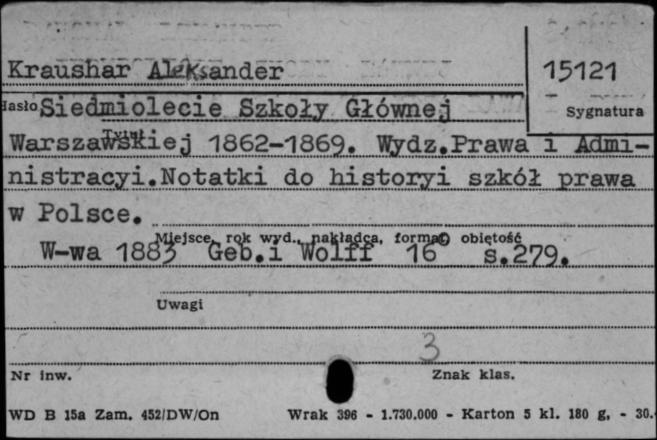 Kraushar Aleksander 15121
Hasło Siedmiolecie Szkoły Głównej Sygnatura
Tytuł
Warszawskiej 1862-1869. Wydz.Prawa i Admi-
nistracyi.Notatki do historyi szkół prawa
w Polsce.
Miejsce, rok wyd., nakładca, format, objętość
W-wa 1883 Geb.i Wolff 16° s.279.
Uwagi
3
Nr inw. Znak klas.
WD B 15a Zam. 452/DW/On Wrak 396 - 1.730.000 - Karton 5 kl. 180 g. - 30.